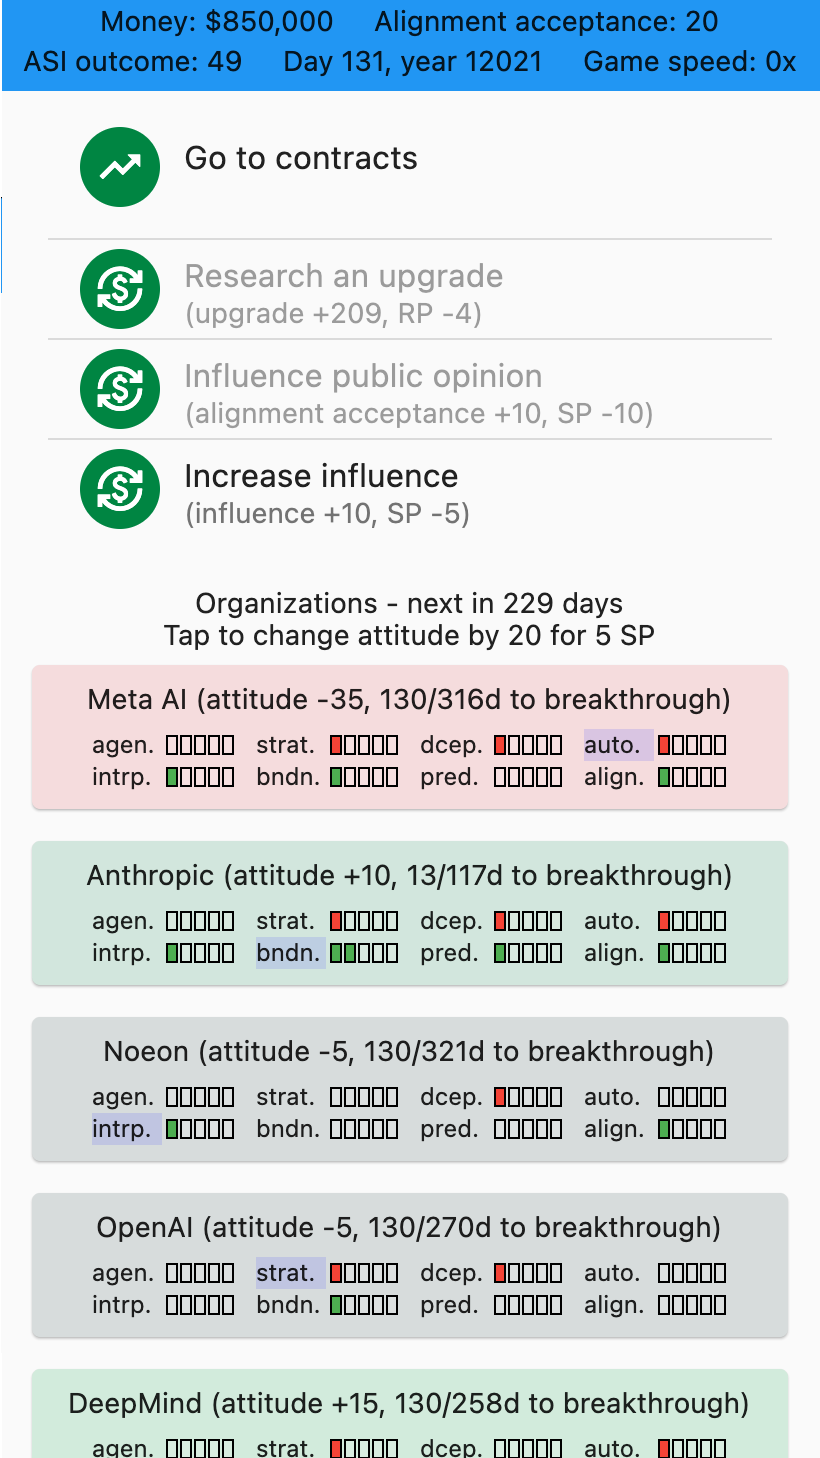 Money: $850,000 Alignment acceptance: 20
ASI outcome: 49 Day 131, year 12021 Game speed: 0x
Go to contracts
Research an upgrade
(upgrade +209, RP -4)
Influence public opinion
(alignment acceptance +10, SP -10)
Increase influence
(influence +10, SP -5)
Organizations - next in 229 days
Tap to change attitude by 20 for 5 SP
Meta AI (attitude -35, 130/316d to breakthrough)
agen. strat. dcep. auto.
intrp. bndn. pred. align.
Anthropic (attitude +10, 13/117d to breakthrough)
agen. strat. dcep. auto.
intrp. bndn. pred. align.
Noeon (attitude -5, 130/321d to breakthrough)
agen. strat. dcep. auto.
intrp. bndn. pred. align.
OpenAI (attitude -5, 130/270d to breakthrough)
agen. strat. dcep. auto.
intrp. bndn. pred. align.
DeepMind (attitude +15, 130/258d to breakthrough)
agen. strat. dcep. auto.